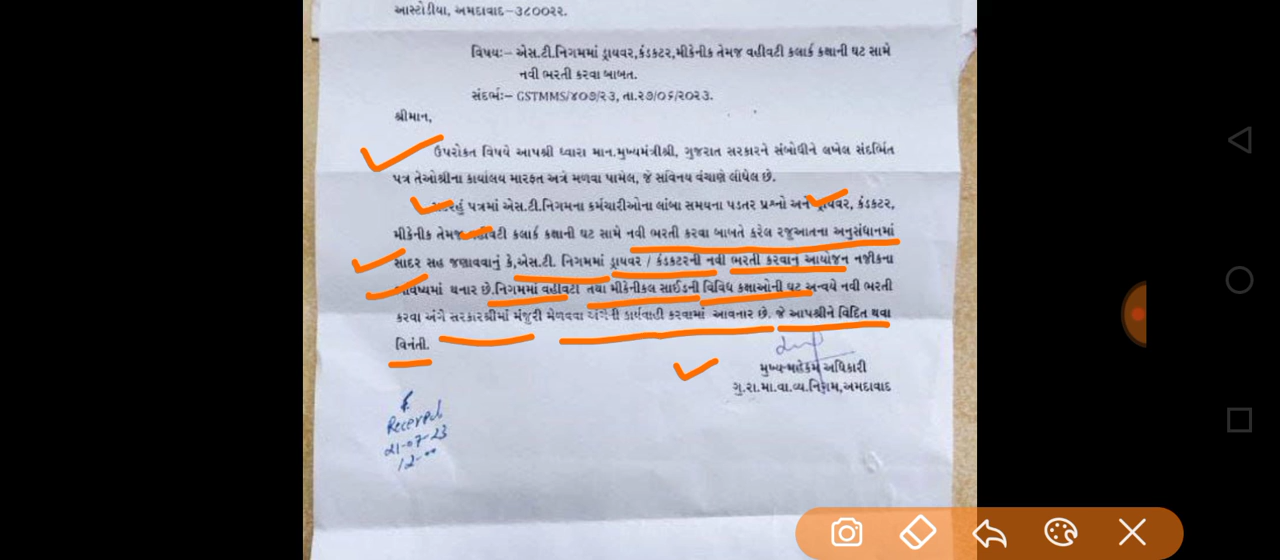 આસ્ટોડીયા, અમદાવાદ-૩૮૦૦૨૨.
વિષય:- એસ.ટી.નિગમમાં ડ્રાયવર,કંડકટર,મીકેનીક તેમજ વહીવટી કલાર્ક કક્ષાની ઘટ સામે
નવી ભરતી કરવા બાબત.
સંદર્ભ:- GSTMMS/૪૦૭/૨૩, તા.૨૭/૦૬/૨૦૨૩.
શ્રીમાન,
ઉપરોકત વિષયે આપશ્રી ધ્વારા માન.મુખ્યમંત્રીશ્રી, ગુજરાત સરકારને સંબોધીને લખેલ સંદર્ભિત
પત્ર તેઓશ્રીના કાર્યાલય મારફત અત્રે મળવા પામેલ, જે સવિનય વંચાણે લીધેલ છે.
પત્રમાં એસ.ટી.નિગમના કર્મચારીઓના લાંબા સમયના પડતર પ્રશ્નો અને ડ્રાયવર, કંડકટર,
મીકેનીક તેમજ વહીવટી કલાર્ક કક્ષાની ઘટ સામે નવી ભરતી કરવા બાબતે કરેલ રજૂઆતના અનુસંધાનમાં
સાદર સહ જણાવવાનું કે,એસ.ટી. નિગમમાં ડ્રાયવર / કંડકટરની નવી ભરતી કરવાનું આયોજન નજીકના
ભવિષ્યમાં થનાર છે.નિગમમાં વહીવટી તથા મીકેનીકલ સાઈડની વિવિધ કક્ષાઓની ઘટ અન્વયે નવી ભરતી
કરવા અંગે સરકારશ્રીમાં મંજુરી મેળવવા અંગેની કાર્યવાહી કરવામાં આવનાર છે. જે આપશ્રીને વિદિત થવા
વિનંતી.
મુખ્ય મહેકમ અધિકારી
ગુ.રા.મા.વા.વ્ય.નિગમ,અમદાવાદ
Received
21-07-23
12-00